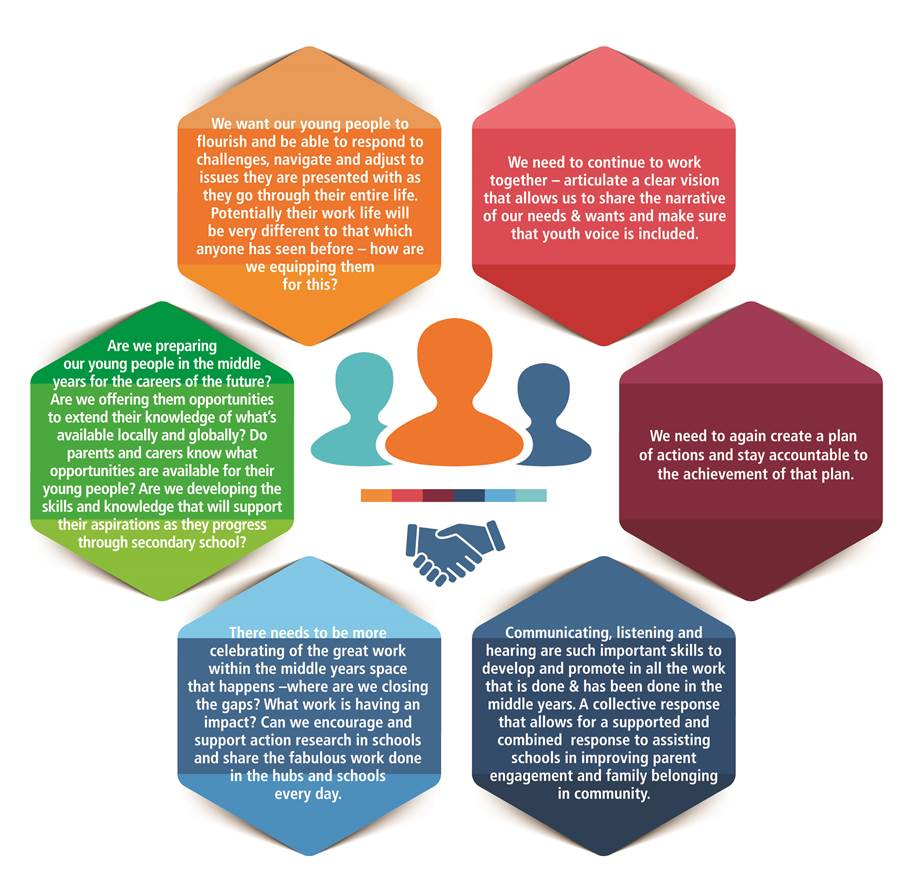 We want our young people to
flourish and be able to respond to
challenges, navigate and adjust to
issues they are presented with as
they go through their entire life.
Potentially their work life will
be very different to that which
anyone has seen before – how are
we equipping them
for this?
We need to continue to work
together – articulate a clear vision
that allows us to share the narrative
of our needs & wants and make sure
that youth voice is included.
Are we preparing
our young people in the middle
years for the careers of the future?
Are we offering them opportunities
to extend their knowledge of what's
available locally and globally? Do
parents and carers know what
opportunities are available for their
young people? Are we developing the
skills and knowledge that will support
their aspirations as they progress
through secondary school?
We need to again create a plan
of actions and stay accountable to
the achievement of that plan.
There needs to be more
celebrating of the great work
within the middle years space
that happens –where are we closing
the gaps? What work is having an
impact? Can we encourage and
support action research in schools
and share the fabulous work done
in the hubs and schools
every day.
Communicating, listening and
hearing are such important skills to
develop and promote in all the work
that is done & has been done in the
middle years. A collective response
that allows for a supported and
combined  response to assisting
schools in improving parent
engagement and family belonging
in community.